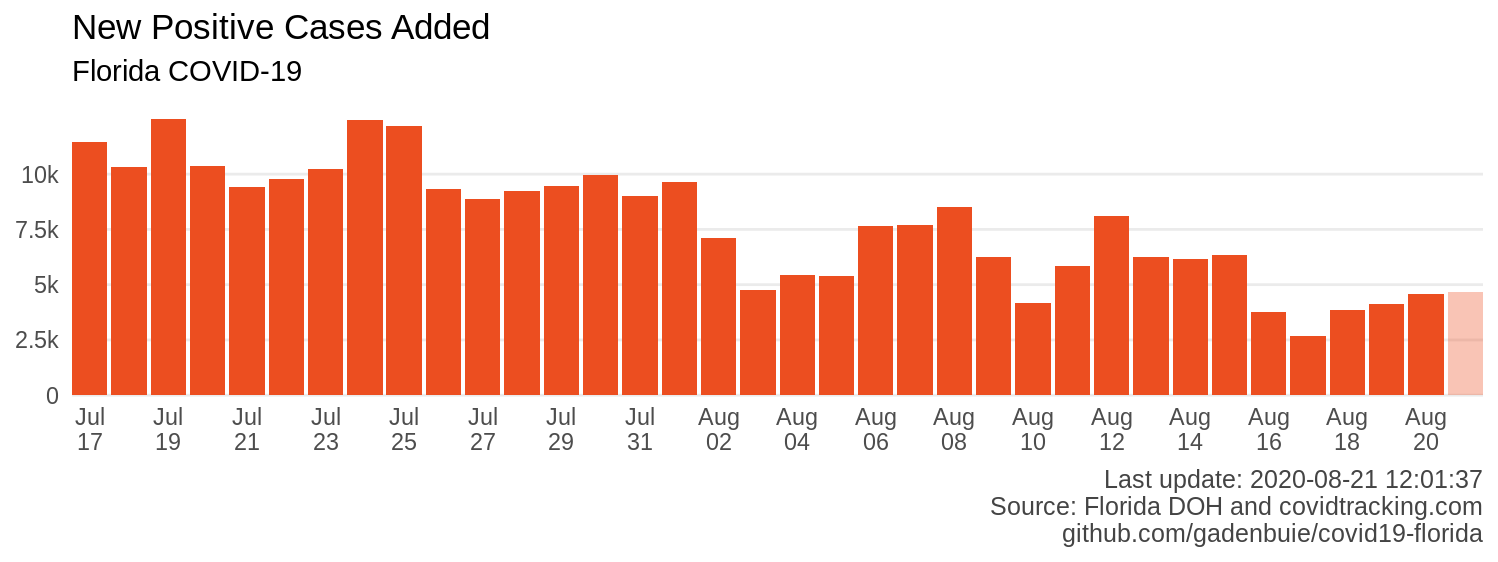 New Positive Cases Added
Florida COVID-19
10k
7.5k
5k
2.5k
0
Jul Jul Jul Jul Jul Jul Jul Jul Aug Aug Aug Aug Aug Aug Aug Aug Aug Aug
17 19 21 23 25 27 29 31 02 04 06 08 10 12 14 16 18 20
Last update: 2020-08-21 12:01:37
Source: Florida DOH and covidtracking.com
github.com/gadenbuie/covid19-florida